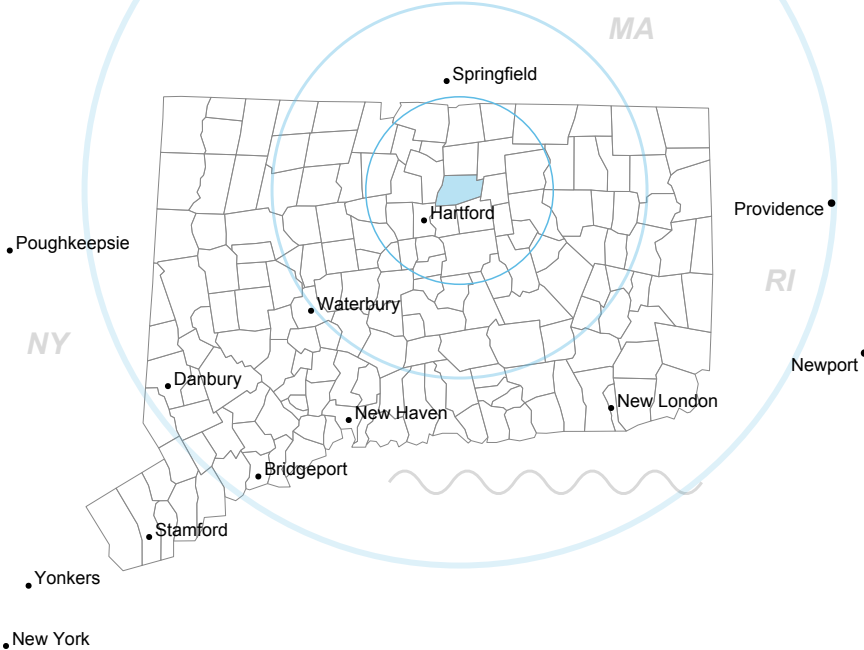 MA
Springfield
Providence
Hartford
Poughkeepsie
RI
Waterbury
NY
Newport
Danbury
New London
New Haven
Bridgeport
Stamford
Yonkers
New York